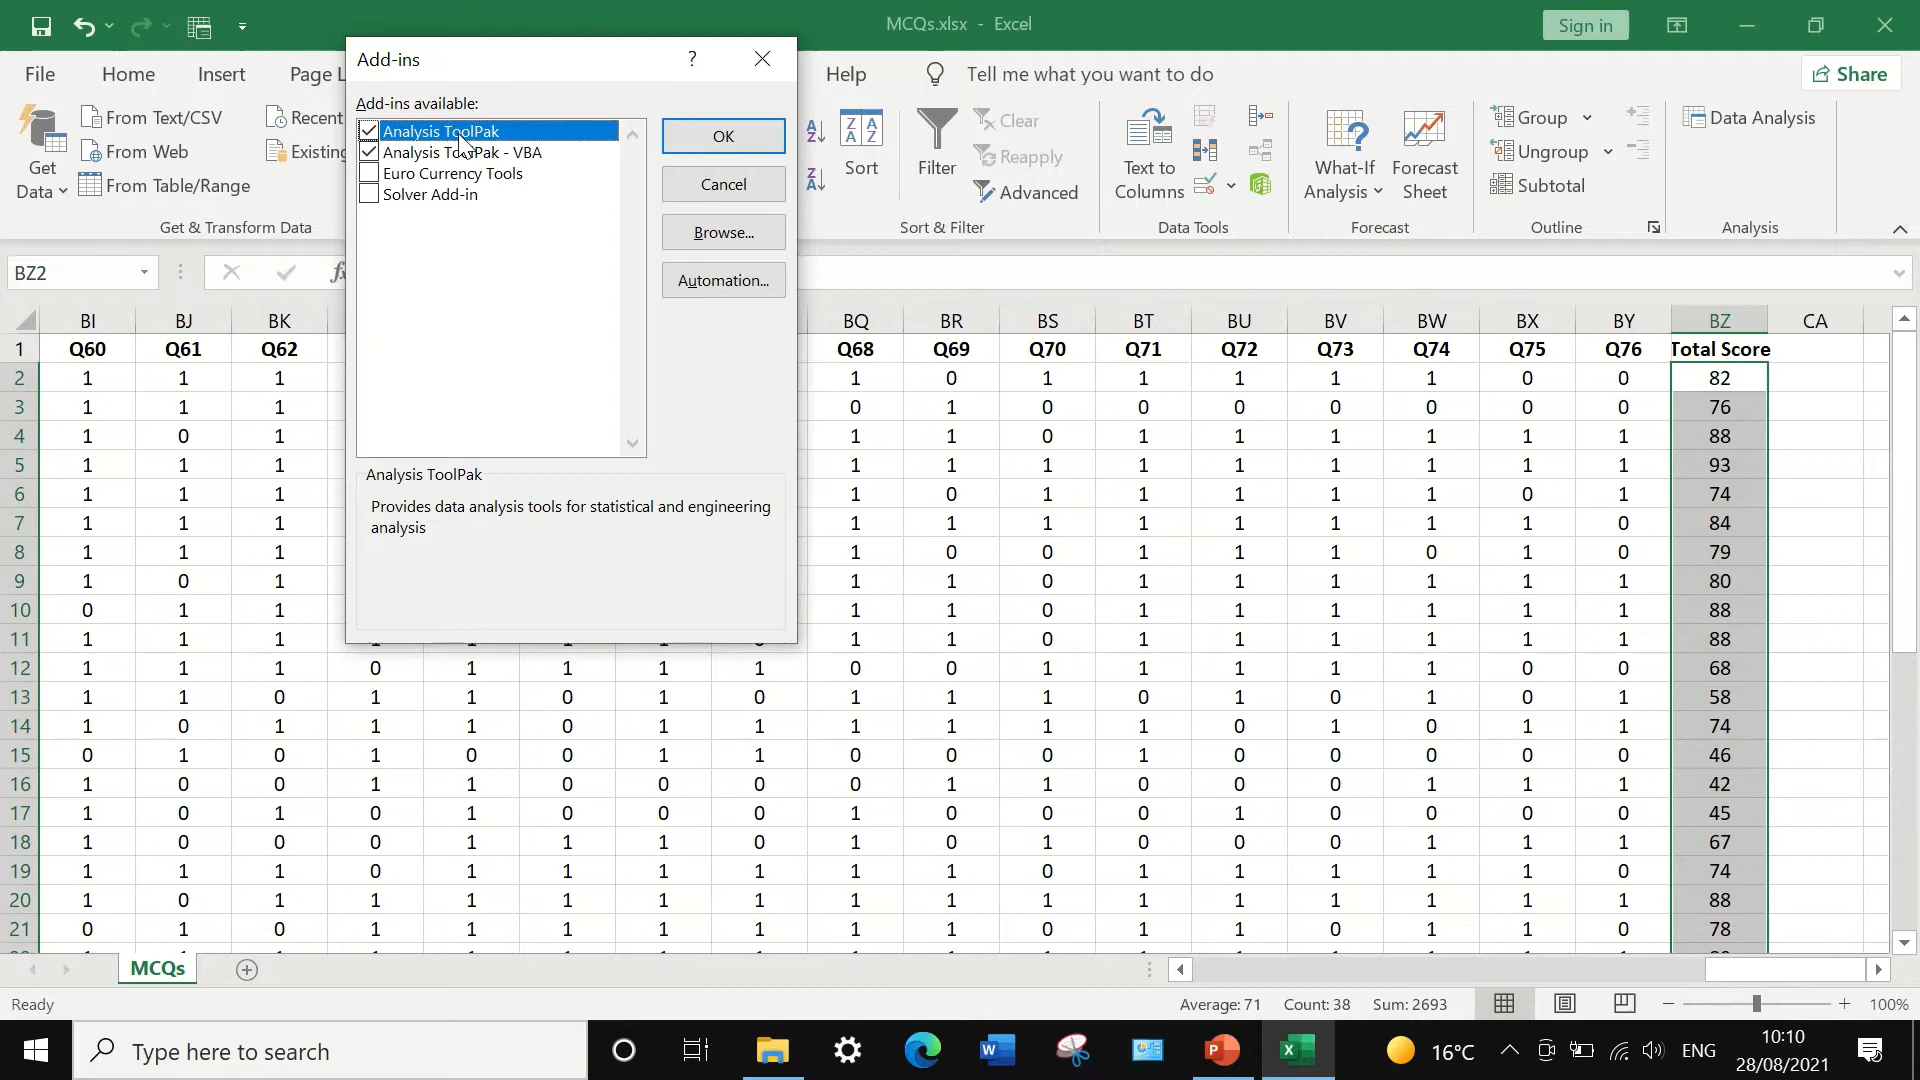 MCQs.xlsx - Excel
Sign in
File Home Insert Page L Help Tell me what you want to do Share
Get Data
From Text/CSV
From Web
From Table/Range
Recent
Existing
Get & Transform Data
Sort
Filter
Clear
Reapply
Advanced
Sort & Filter
Text to Columns
Data Tools
What-If Analysis
Forecast Sheet
Forecast
Group
Ungroup
Subtotal
Outline
Data Analysis
Analysis
Add-ins ?
Add-ins available:
Analysis ToolPak
Analysis ToolPak - VBA
Euro Currency Tools
Solver Add-in
OK
Cancel
Browse...
Automation...
Analysis ToolPak
Provides data analysis tools for statistical and engineering
analysis
BZ2 fx
BI BJ BK BQ BR BS BT BU BV BW BX BY BZ CA
1 Q60 Q61 Q62 Q68 Q69 Q70 Q71 Q72 Q73 Q74 Q75 Q76 Total Score
2 1 1 1 1 0 1 1 1 1 1 0 0 82
3 1 1 1 0 1 0 0 0 0 0 0 0 76
4 1 0 1 1 1 0 1 1 1 1 1 1 88
5 1 1 1 1 1 1 1 1 1 1 1 1 93
6 1 1 1 1 0 1 1 1 1 1 0 1 74
7 1 1 1 1 1 1 1 1 1 1 1 0 84
8 1 1 1 1 0 0 1 1 1 0 1 0 79
9 1 0 1 1 1 0 1 1 1 1 1 1 80
10 0 1 1 1 1 0 1 1 1 1 1 1 88
11 1 1 1 1 1 0 1 1 1 1 1 1 88
12 1 1 1 0 1 1 1 1 0 0 1 1 1 1 1 0 0 68
13 1 1 0 1 1 0 1 0 1 1 1 0 1 0 1 0 1 58
14 1 0 1 1 1 0 1 1 1 1 1 1 0 1 0 1 1 74
15 0 1 0 1 0 0 1 1 0 0 0 1 0 0 0 0 0 46
16 1 0 0 1 1 0 0 0 0 1 1 0 0 0 1 1 1 42
17 1 0 1 0 1 0 0 0 0 0 0 0 1 0 0 0 0 45
18 1 0 0 0 1 1 1 0 1 0 1 0 0 0 1 1 1 67
19 1 1 1 0 1 1 1 1 1 1 0 1 1 1 1 1 0 74
20 1 0 1 1 1 1 1 1 1 1 1 1 1 1 1 1 1 88
21 0 1 0 1 1 1 1 1 1 1 0 1 1 0 1 1 0 78
MCQs
Ready Average: 71 Count: 38 Sum: 2693 100%
Type here to search 16°C ENG 10:10
28/08/2021